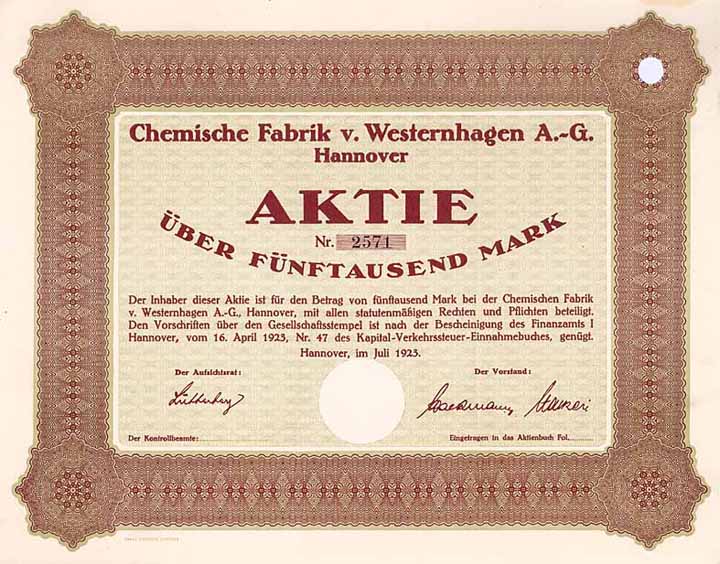 Chemische Fabrik v. Westernhagen A.-G.
Hannover
AKTIE
Nr. 2571
ÜBER FÜNFTAUSEND MARK
Der Inhaber dieser Aktie ist für den Betrag von fünftausend Mark bei der Chemischen Fabrik
v. Westernhagen A.-G., Hannover, mit allen statutenmäßigen Rechten und Pflichten beteiligt.
Den Vorschriften über den Gesellschaftsstempel ist nach der Bescheinigung des Finanzamts I
Hannover, vom 16. April 1923, Nr. 47 des Kapital-Verkehrssteuer-Einnahmebuches, genügt.
Hannover, im Juli 1923.
Der Aufsichtsrat:
Der Vorstand:
Der Kontrollbeamte:
Eingetragen in das Aktienbuch Fol.